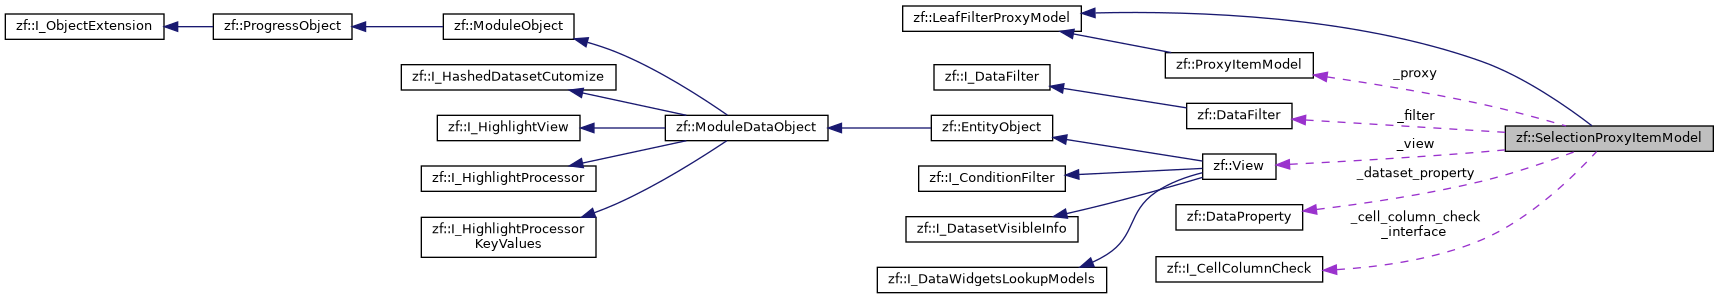 zf::I_ObjectExtension
zf::ProgressObject
zf::ModuleObject
zf::LeafFilterProxyModel
zf::ProxyItemModel
_proxy
zf::I_HashedDatasetCutomize
zf::I_DataFilter
zf::DataFilter
_filter
zf::I_HighlightView
zf::ModuleDataObject
zf::EntityObject
zf::SelectionProxyItemModel
_view
zf::View
zf::I_HighlightProcessor
zf::I_ConditionFilter
_dataset_property
zf::DataProperty
zf::I_HighlightProcessor
KeyValues
zf::I_DatasetVisibleInfo
_cell_column_check
_interface
zf::I_CellColumnCheck
zf::I_DataWidgetsLookupModels